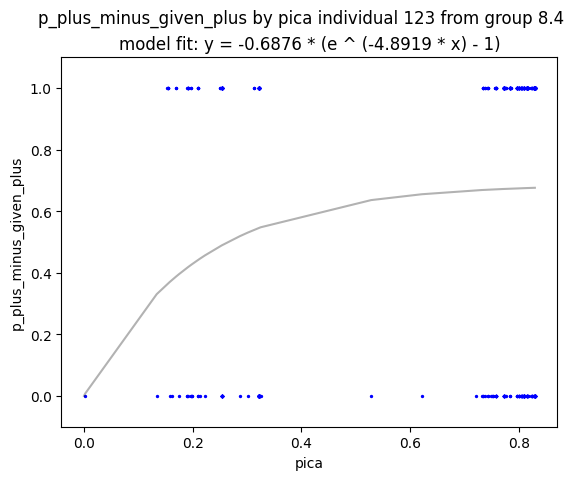 p_plus_minus_given_plus by pica individual 123 from group 8.4
model fit: y = -0.6876 * (e ^ (-4.8919 * x) - 1)
1.0
0.8
0.6
0.4
0.2
0.0
p_plus_minus_given_plus
0.0 0.2 0.4 0.6 0.8
pica